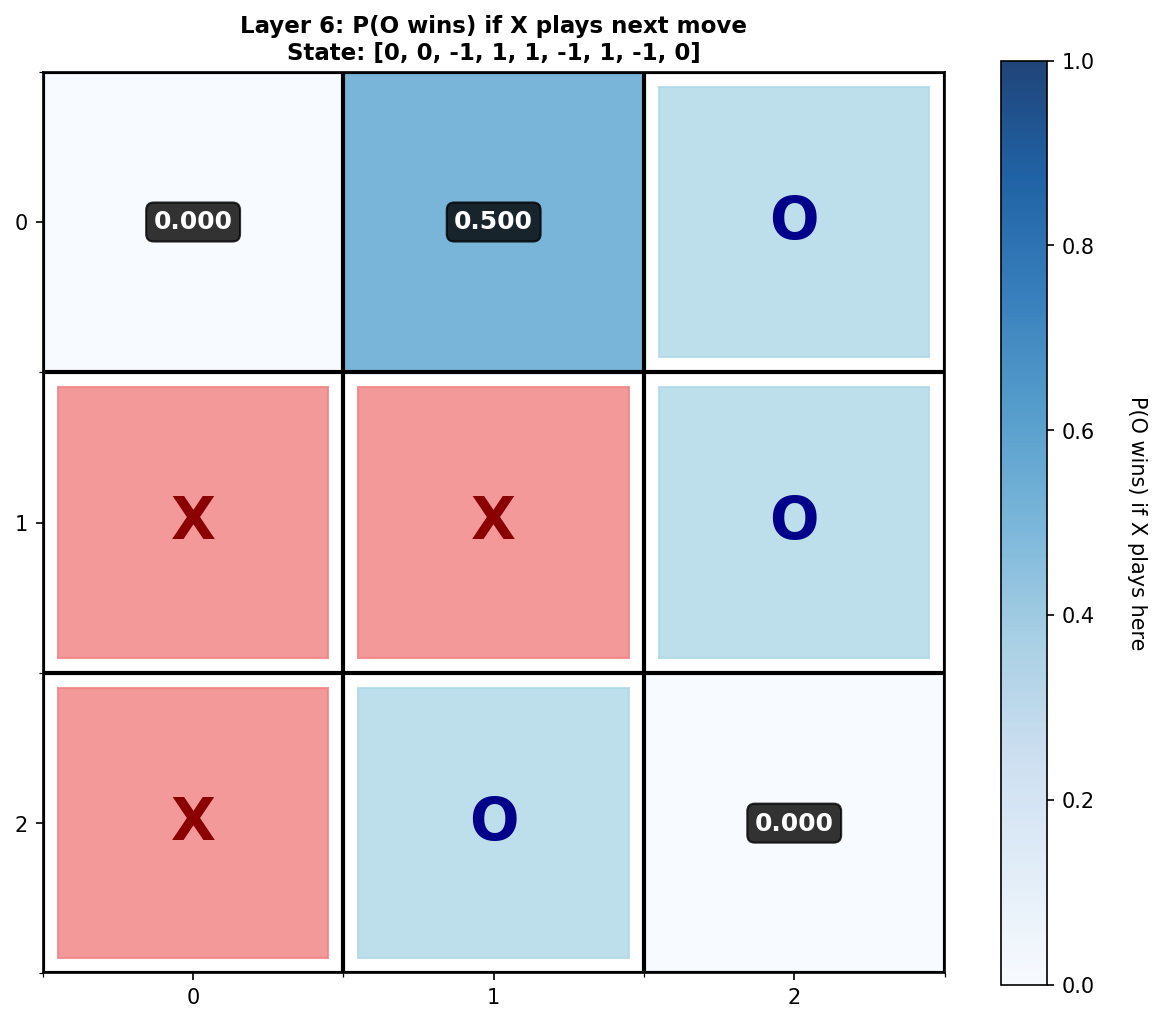 Layer 6: P(O wins) if X plays next move
State: [0, 0, -1, 1, 1, -1, 1, -1, 0]
0.000
0.500
O
X
X
O
X
O
0.000
0
1
2
0
1
2
1.0
0.8
0.6
0.4
0.2
0.0
P(O wins) if X plays here